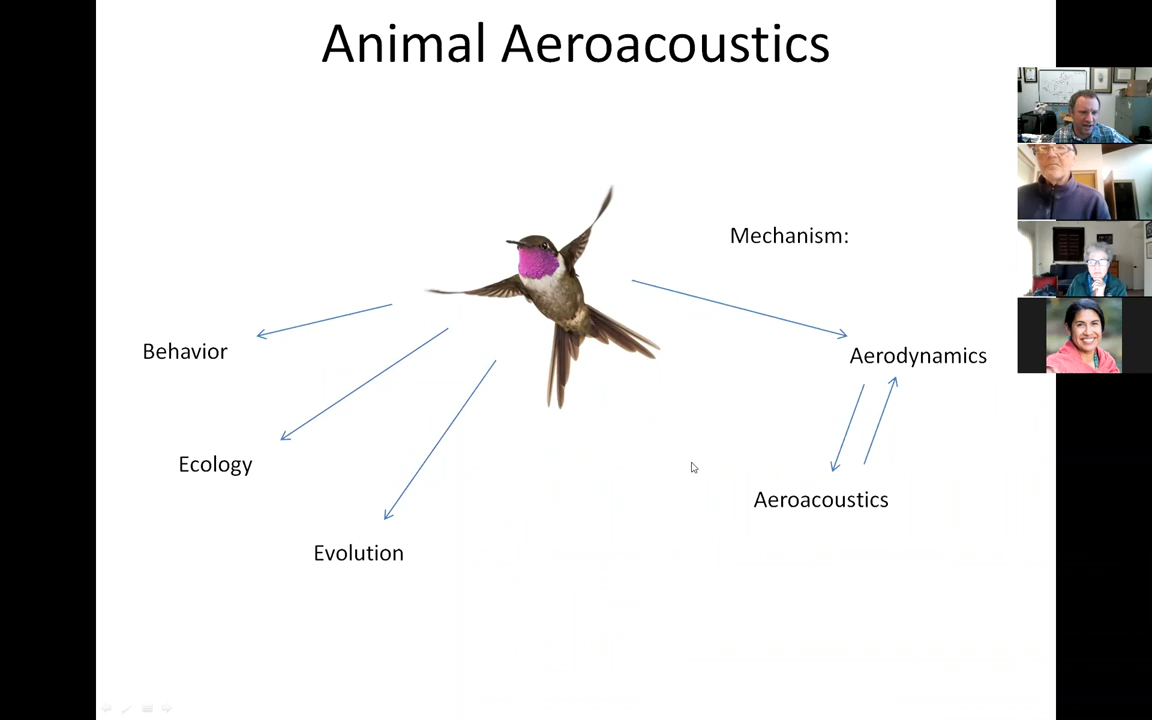 Animal Aeroacoustics
Mechanism:
Behavior
Aerodynamics
Ecology
Aeroacoustics
Evolution